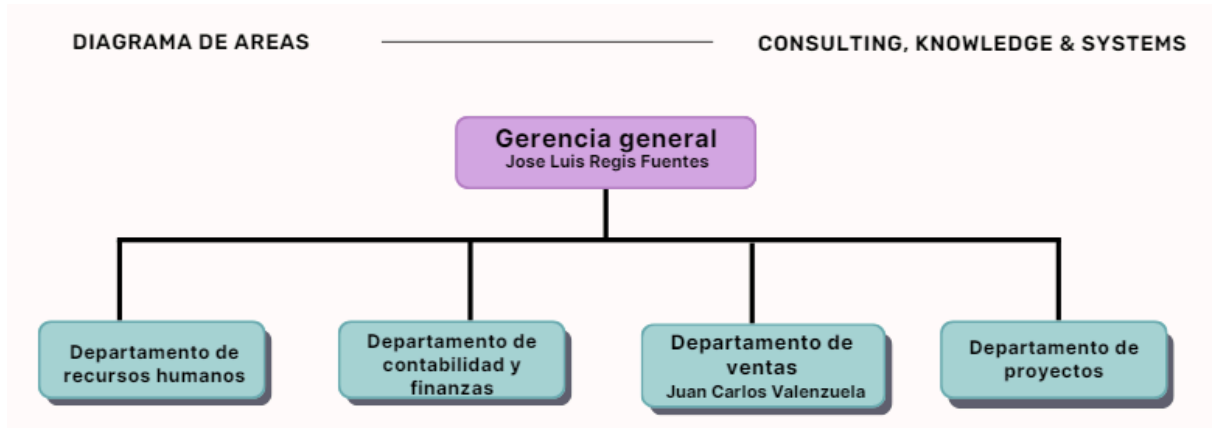 DIAGRAMA DE AREAS
CONSULTING, KNOWLEDGE & SYSTEMS
Gerencia general
Jose Luis Regis Fuentes
Departamento de
recursos humanos
Departamento de
contabilidad y
finanzas
Departamento de
ventas
Juan Carlos Valenzuela
Departamento de
proyectos